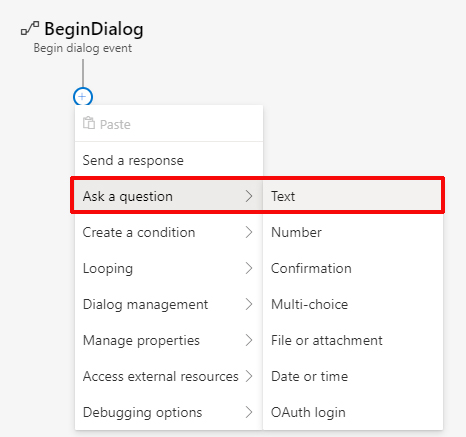 BeginDialog
Begin dialog event
Paste
Send a response
Ask a question
Text
Create a condition
Number
Looping
Confirmation
Dialog management
Multi-choice
Manage properties
File or attachment
Access external resources
Date or time
Debugging options
OAuth login